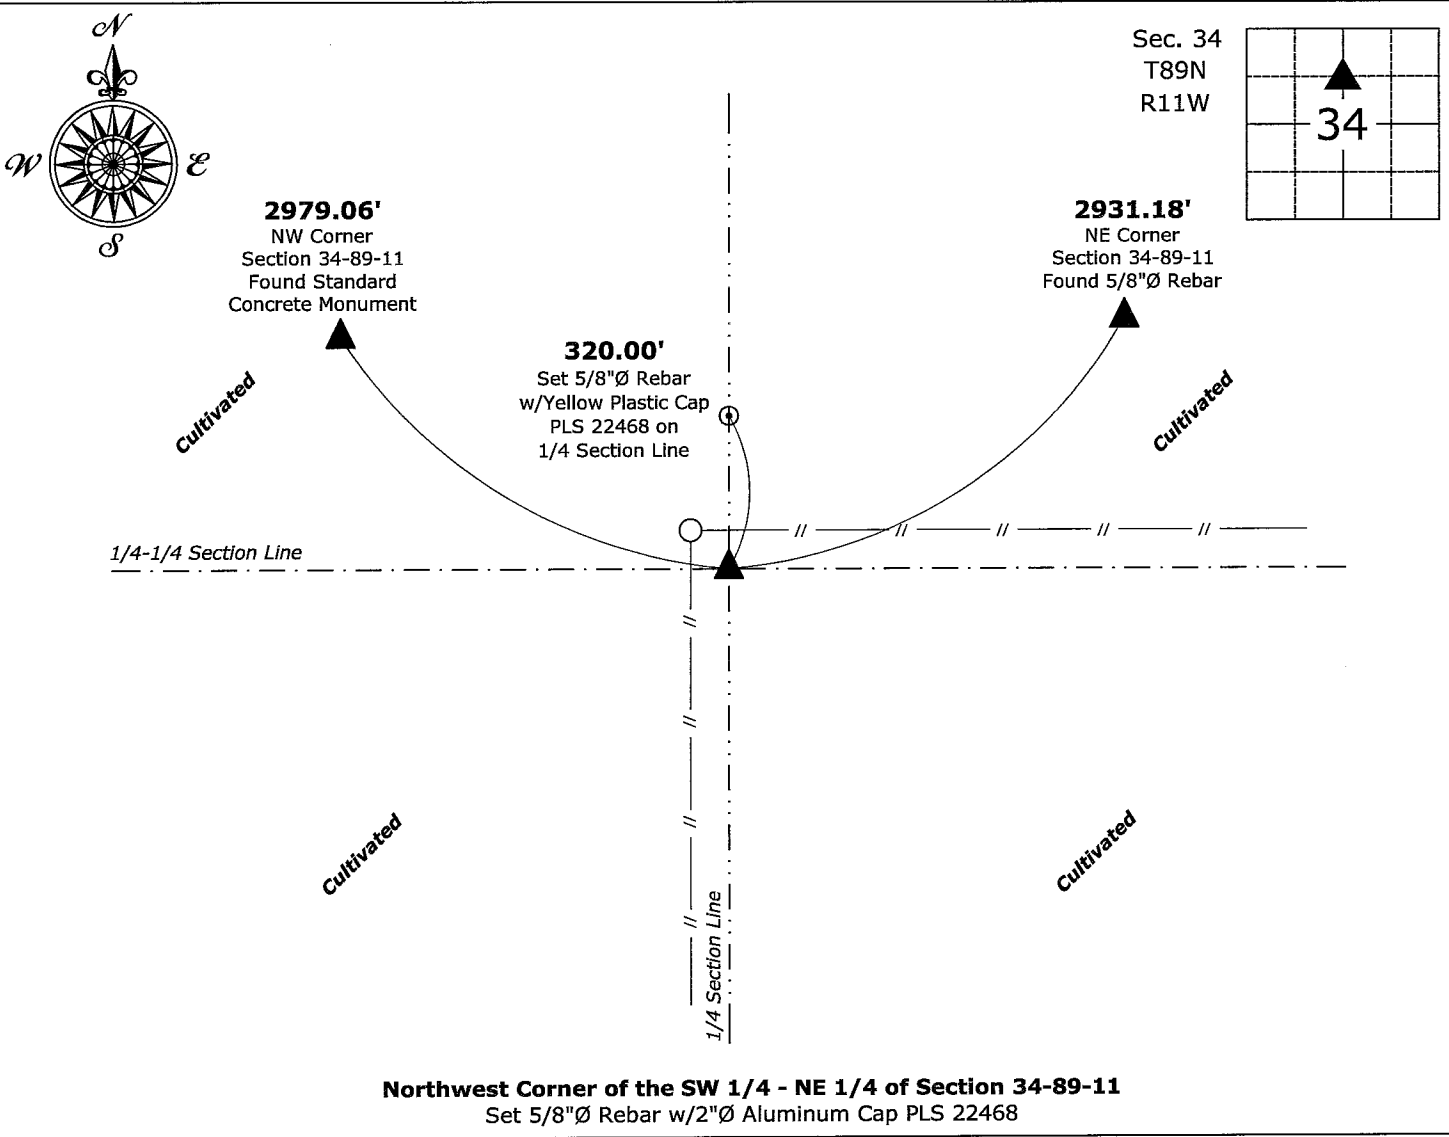 N
W
E
S
Sec. 34
T89N
R11W
34
2979.06'
NW Corner
Section 34-89-11
Found Standard
Concrete Monument
2931.18'
NE Corner
Section 34-89-11
Found 5/8"Ø Rebar
320.00'
Set 5/8"Ø Rebar
w/Yellow Plastic Cap
PLS 22468 on
1/4 Section Line
Cultivated
Cultivated
1/4-1/4 Section Line
Cultivated
Cultivated
1/4 Section Line
Northwest Corner of the SW 1/4 - NE 1/4 of Section 34-89-11
Set 5/8"Ø Rebar w/2"Ø Aluminum Cap PLS 22468